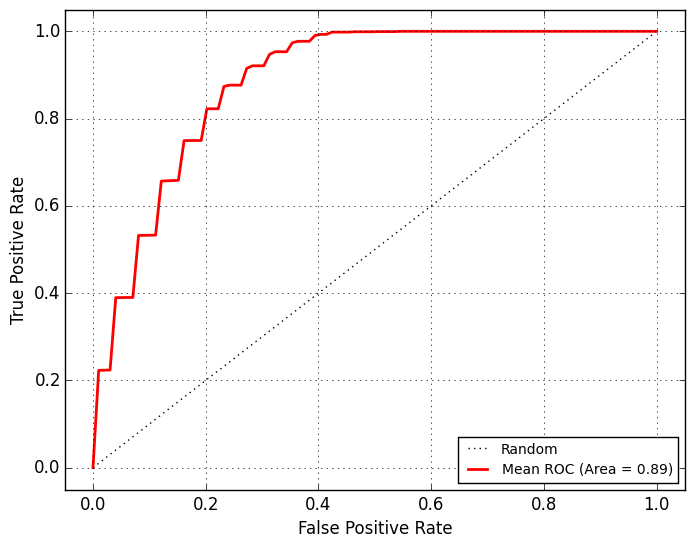 1.0
0.8
0.6
0.4
0.2
0.0
True Positive Rate
Random
Mean ROC (Area = 0.89)
0.0 0.2 0.4 0.6 0.8 1.0
False Positive Rate